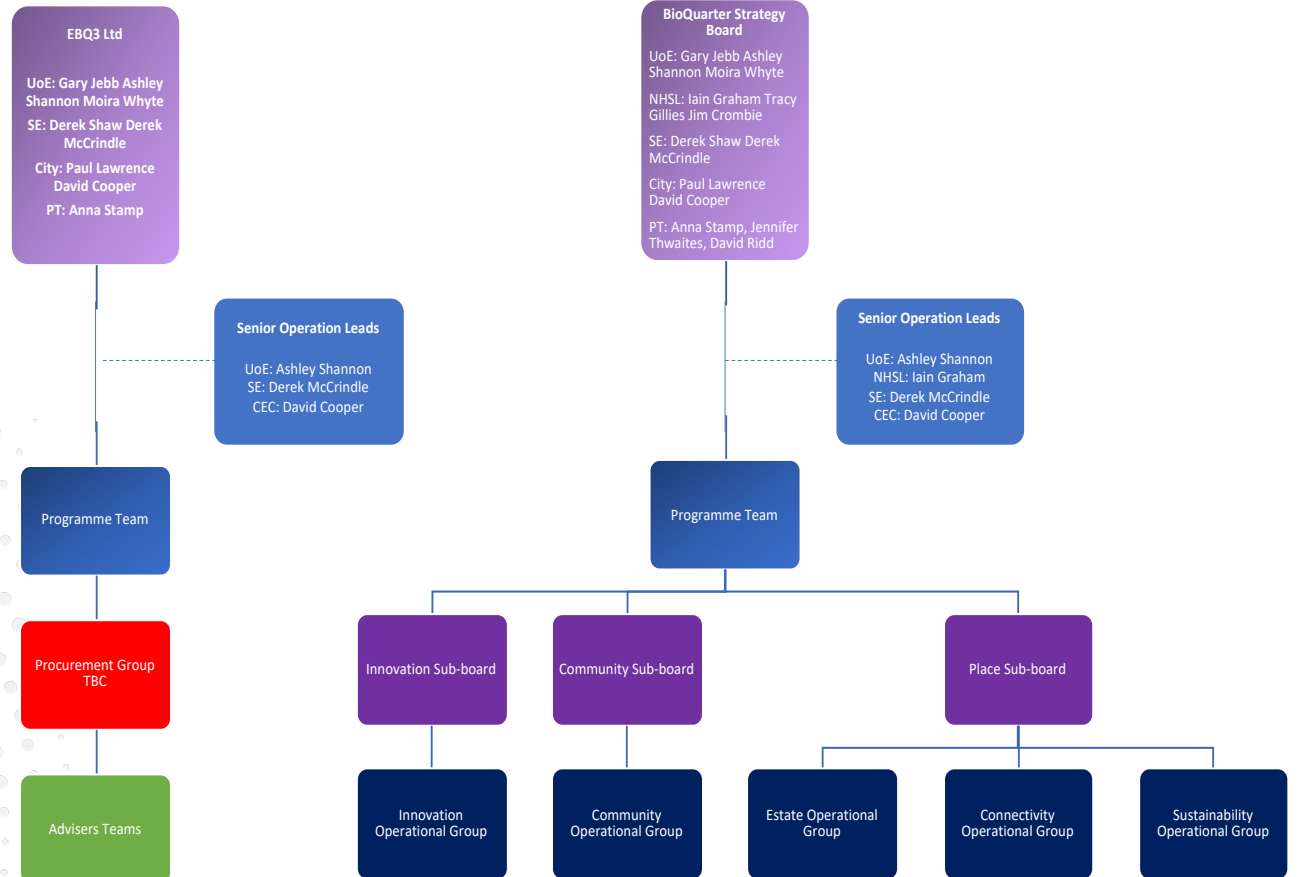 EBQ3 Ltd
UoE: Gary Jebb Ashley
Shannon Moira Whyte
SE: Derek Shaw Derek
McCrindle
City: Paul Lawrence
David Cooper
PT: Anna Stamp
Senior Operation Leads
UoE: Ashley Shannon
SE: Derek McCrindle
CEC: David Cooper
Programme Team
Procurement Group
TBC
Advisers Teams
BioQuarter Strategy
Board
UoE: Gary Jebb Ashley
Shannon Moira Whyte
NHSL: Iain Graham Tracy
Gillies Jim Crombie
SE: Derek Shaw Derek
McCrindle
City: Paul Lawrence
David Cooper
PT: Anna Stamp, Jennifer
Thwaites, David Ridd
Senior Operation Leads
UoE: Ashley Shannon
NHSL: Iain Graham
SE: Derek McCrindle
CEC: David Cooper
Programme Team
Innovation Sub-board
Community Sub-board
Place Sub-board
Innovation
Operational Group
Community
Operational Group
Estate Operational
Group
Connectivity
Operational Group
Sustainability
Operational Group